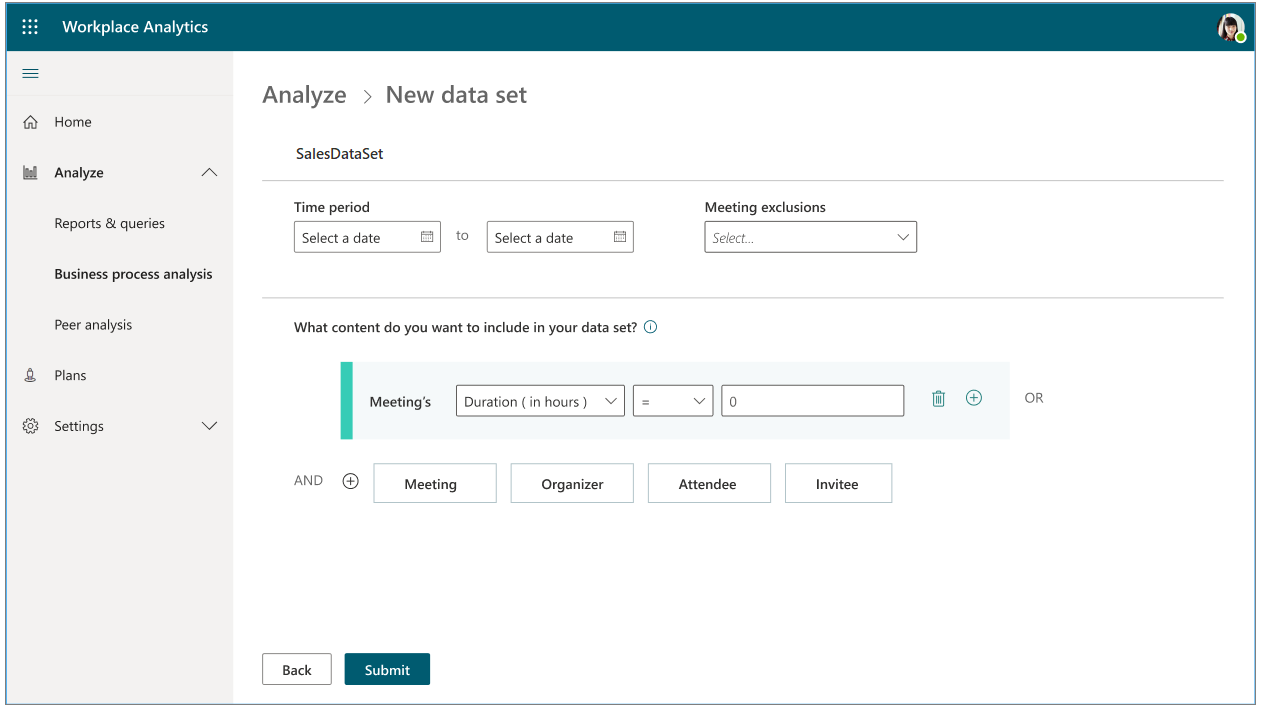 Workplace Analytics
Home
Analyze
Reports & queries
Business process analysis
Peer analysis
Plans
Settings
Analyze > New data set
SalesDataSet
Time period
Select a date to Select a date
Meeting exclusions
Select...
What content do you want to include in your data set?
Meeting's Duration ( in hours ) = 0 OR
AND Meeting Organizer Attendee Invitee
Back Submit